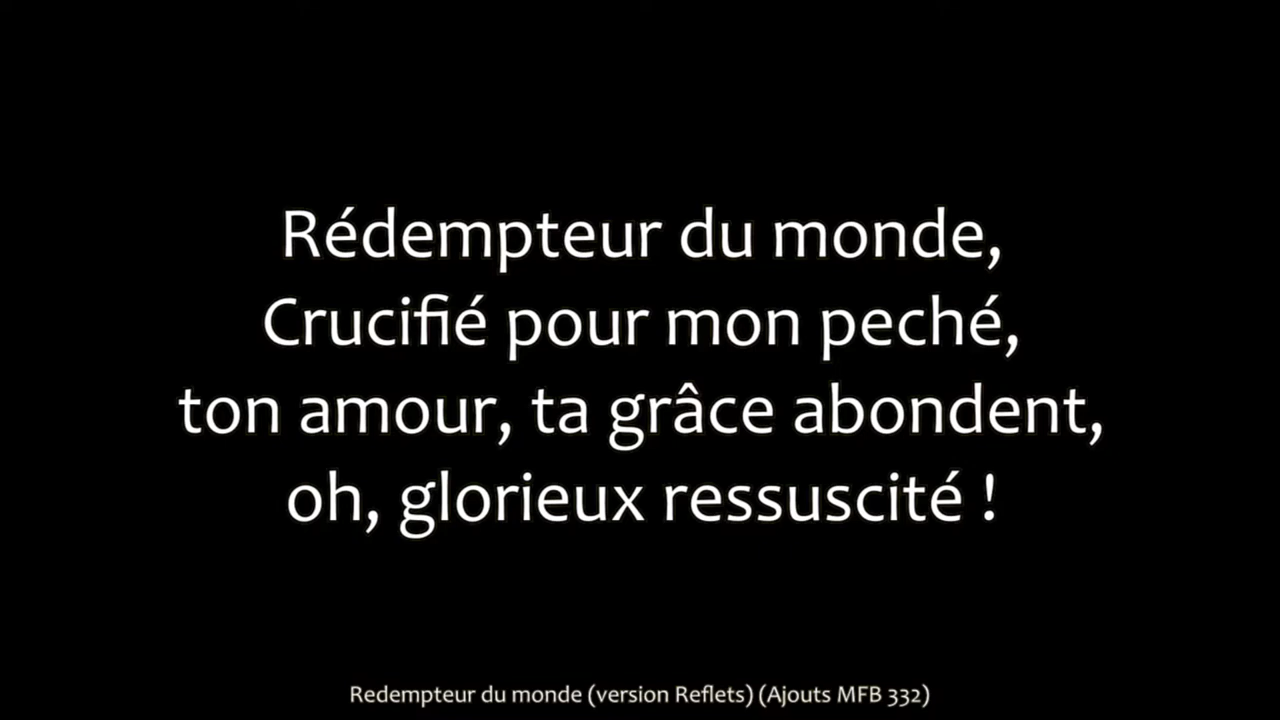 Rédempteur du monde,
Crucifié pour mon peché,
ton amour, ta grâce abondent,
oh, glorieux ressuscité !
Redempteur du monde (version Reflets) (Ajouts MFB 332)